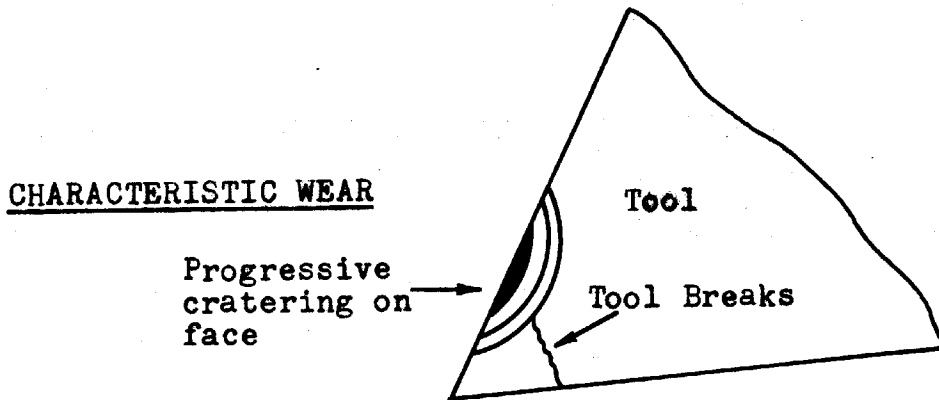 CHARACTERISTIC WEAR
Tool
Progressive
cratering on
face
Tool Breaks